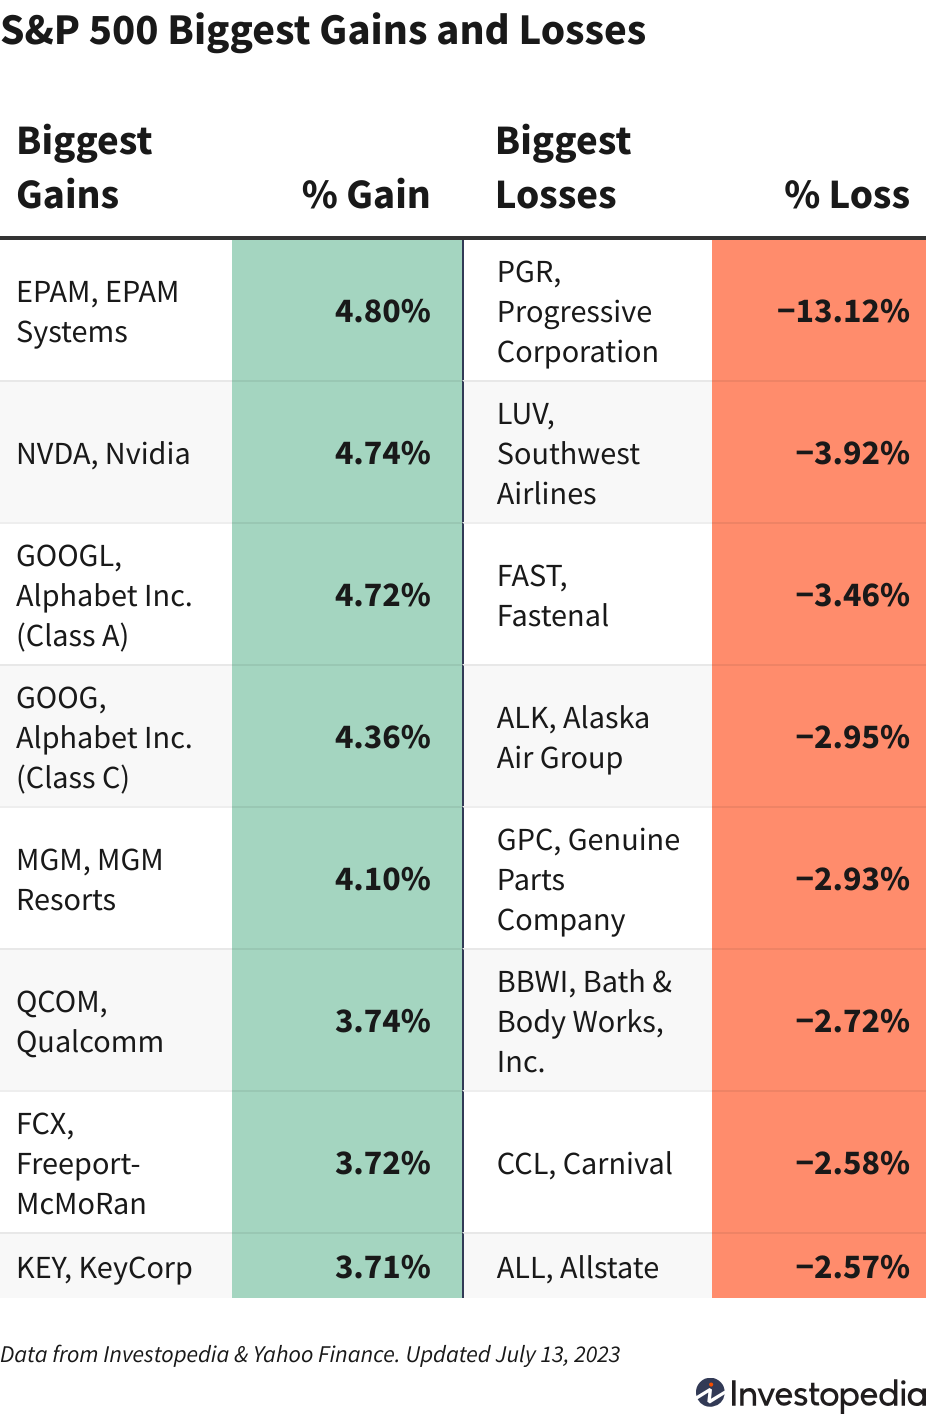 S&P 500 Biggest Gains and Losses
Biggest
Gains
% Gain
Biggest
Losses
% Loss
EPAM, EPAM
Systems
4.80%
PGR,
Progressive
Corporation
−13.12%
NVDA, Nvidia
4.74%
LUV,
Southwest
Airlines
−3.92%
GOOGL,
Alphabet Inc.
(Class A)
4.72%
FAST,
Fastenal
−3.46%
GOOG,
Alphabet Inc.
(Class C)
4.36%
ALK, Alaska
Air Group
−2.95%
MGM, MGM
Resorts
4.10%
GPC, Genuine
Parts
Company
−2.93%
QCOM,
Qualcomm
3.74%
BBWI, Bath &
Body Works,
Inc.
−2.72%
FCX,
Freeport-
McMoRan
3.72%
CCL, Carnival
−2.58%
KEY, KeyCorp
3.71%
ALL, Allstate
−2.57%
Data from Investopedia & Yahoo Finance. Updated July 13, 2023
Investopedia